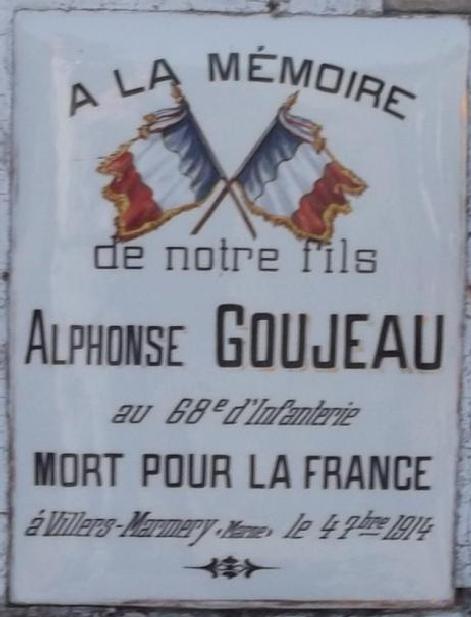 A LA MÉMOIRE
de notre fils
ALPHONSE GOUJEAU
au 68e d'Infanterie
MORT POUR LA FRANCE
á Villers-Marmery (Marne) le 4 7bre 1914